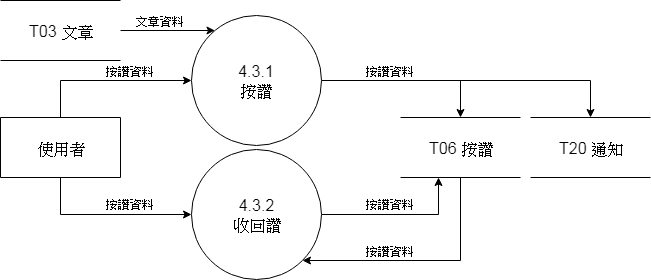 T03 文章
文章資料
4.3.1
按讚
按讚資料
按讚資料
使用者
T06 按讚
T20 通知
4.3.2
收回讚
按讚資料
按讚資料
按讚資料